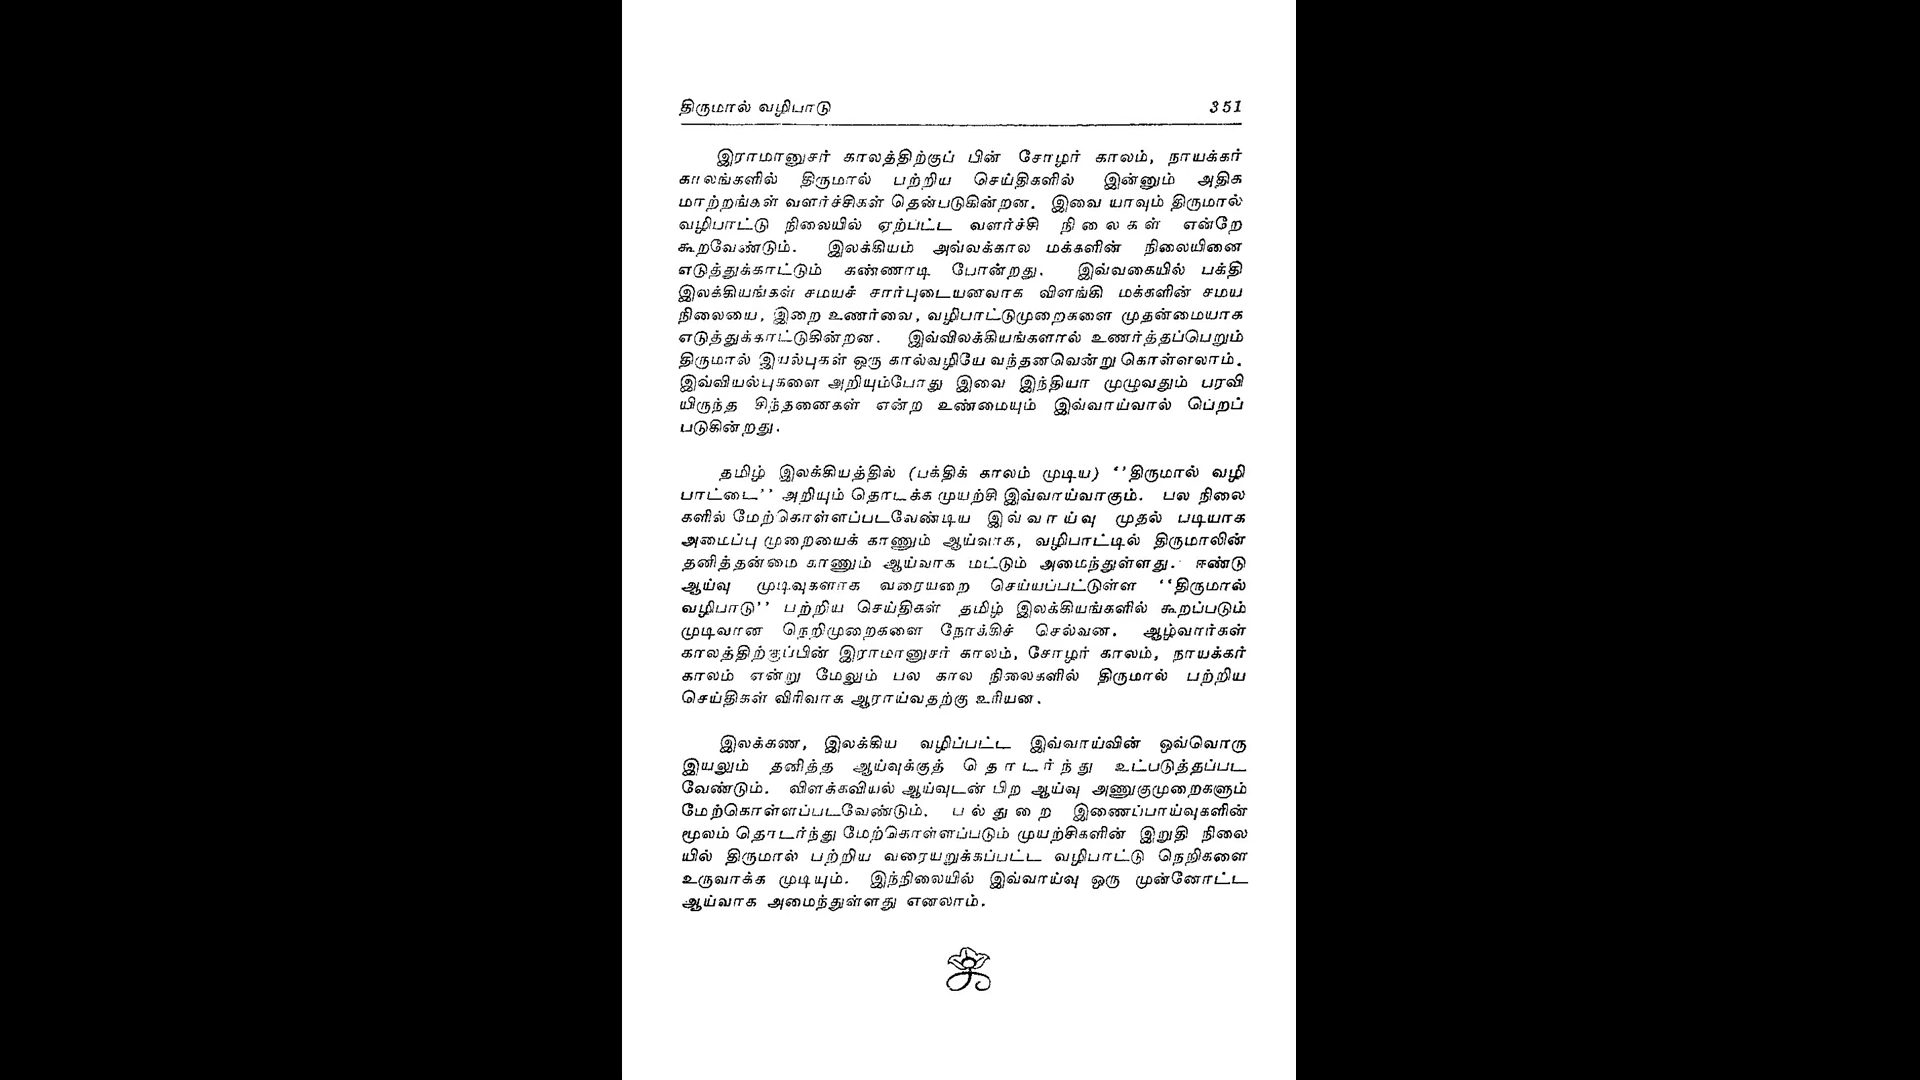 திருமால் வழிபாடு 351
இராமானுசர் காலத்திற்குப் பின் சோழர் காலம், நாயக்கர்
காலங்களில் திருமால் பற்றிய செய்திகளில் இன்னும் அதிக
மாற்றங்கள் வளர்ச்சிகள் தென்படுகின்றன. இவை யாவும் திருமால்
வழிபாட்டு நிலையில் ஏற்பட்ட வளர்ச்சி நிலைகள் என்றே
கூறவேண்டும். இலக்கியம் அவ்வக்கால மக்களின் நிலையினை
எடுத்துக்காட்டும் கண்ணாடி போன்றது. இவ்வகையில் பக்தி
இலக்கியங்கள் சமயச் சார்புடையனவாக விளங்கி மக்களின் சமய
நிலையை, இறை உணர்வை, வழிபாட்டுமுறைகளை முதன்மையாக
எடுத்துக்காட்டுகின்றன. இவ்விலக்கியங்களால் உணர்த்தப்பெறும்
திருமால் இயல்புகள் ஒரு கால்வழியே வந்தனவென்று கொள்ளலாம்.
இவ்வியல்புகளை அறியும்போது இவை இந்தியா முழுவதும் பரவி
யிருந்த சிந்தனைகள் என்ற உண்மையும் இவ்வாய்வால் பெறப்
படுகின்றது.
தமிழ் இலக்கியத்தில் (பக்திக் காலம் முடிய) ‘’திருமால் வழி
பாட்டை’’ அறியும் தொடக்க முயற்சி இவ்வாய்வாகும். பல நிலை
களில் மேற்கொள்ளப்படவேண்டிய இவ்வாய்வு முதல் படியாக
அமைப்பு முறையைக் காணும் ஆய்வாக, வழிபாட்டில் திருமாலின்
தனித்தன்மை காணும் ஆய்வாக மட்டும் அமைந்துள்ளது. ஈண்டு
ஆய்வு முடிவுகளாக வரையறை செய்யப்பட்டுள்ள ‘‘திருமால்
வழிபாடு’’ பற்றிய செய்திகள் தமிழ் இலக்கியங்களில் கூறப்படும்
முடிவான நெறிமுறைகளை நோக்கிச் செல்வன. ஆழ்வார்கள்
காலத்திற்குப்பின் இராமானுசர் காலம், சோழர் காலம், நாயக்கர்
காலம் என்று மேலும் பல கால நிலைகளில் திருமால் பற்றிய
செய்திகள் விரிவாக ஆராய்வதற்கு உரியன.
இலக்கண, இலக்கிய வழிப்பட்ட இவ்வாய்வின் ஒவ்வொரு
இயலும் தனித்த ஆய்வுக்குத் தொடர்ந்து உட்படுத்தப்பட
வேண்டும். விளக்கவியல் ஆய்வுடன் பிற ஆய்வு அணுகுமுறைகளும்
மேற்கொள்ளப்படவேண்டும். பல்துறை இணைப்பாய்வுகளின்
மூலம் தொடர்ந்து மேற்கொள்ளப்படும் முயற்சிகளின் இறுதி நிலை
யில் திருமால் பற்றிய வரையறுக்கப்பட்ட வழிபாட்டு நெறிகளை
உருவாக்க முடியும். இந்நிலையில் இவ்வாய்வு ஒரு முன்னோட்ட
ஆய்வாக அமைந்துள்ளது எனலாம்.